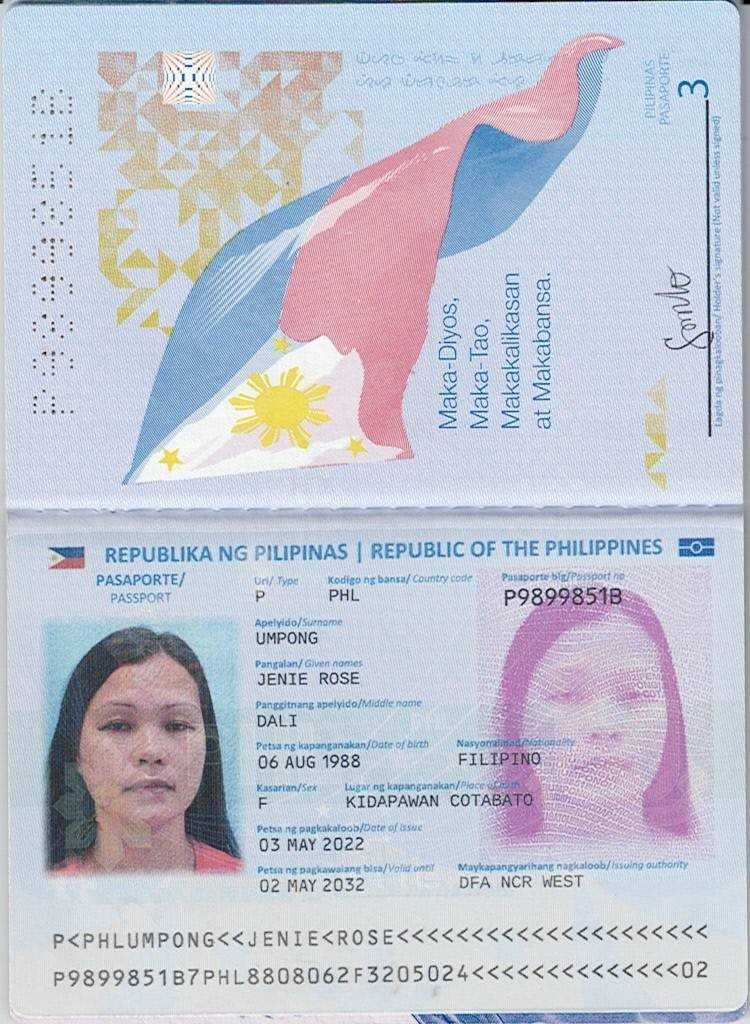 P9899851B
PILIPINAS
PASAPORTE
3
Maka-Diyos,
Maka-Tao,
Makakalikasan
at Makabansa.
Lagda ng pinagkalooban/ Holder's signature (Not valid unless signed)
REPUBLIKA NG PILIPINAS | REPUBLIC OF THE PHILIPPINES
PASAPORTE/
PASSPORT
Uri/ Type Kodigo ng bansa/ Country code Pasaporte blg/Passport no
P PHL P9899851B
Apelyido/Surname
UMPONG
Pangalan/ Given names
JENIE ROSE
Panggitnang apelyido/Middle name
DALI
Petsa ng kapanganakan/Date of birth Nasyonalidad/Nationality
06 AUG 1988 FILIPINO
Kasarian/Sex Lugar ng kapanganakan/Place of birth
F KIDAPAWAN COTABATO
Petsa ng pagkakaloob/Date of issue
03 MAY 2022
Petsa ng pagkawalang bisa/Valid until Maykapangyarihang nagkaloob/Issuing authority
02 MAY 2032 DFA NCR WEST
P<PHLUMPONG<<JENIE<ROSE<<<<<<<<<<<<<<<<<<<<<
P9899851B7PHL8808062F3205024<<<<<<<<<<<<<<02